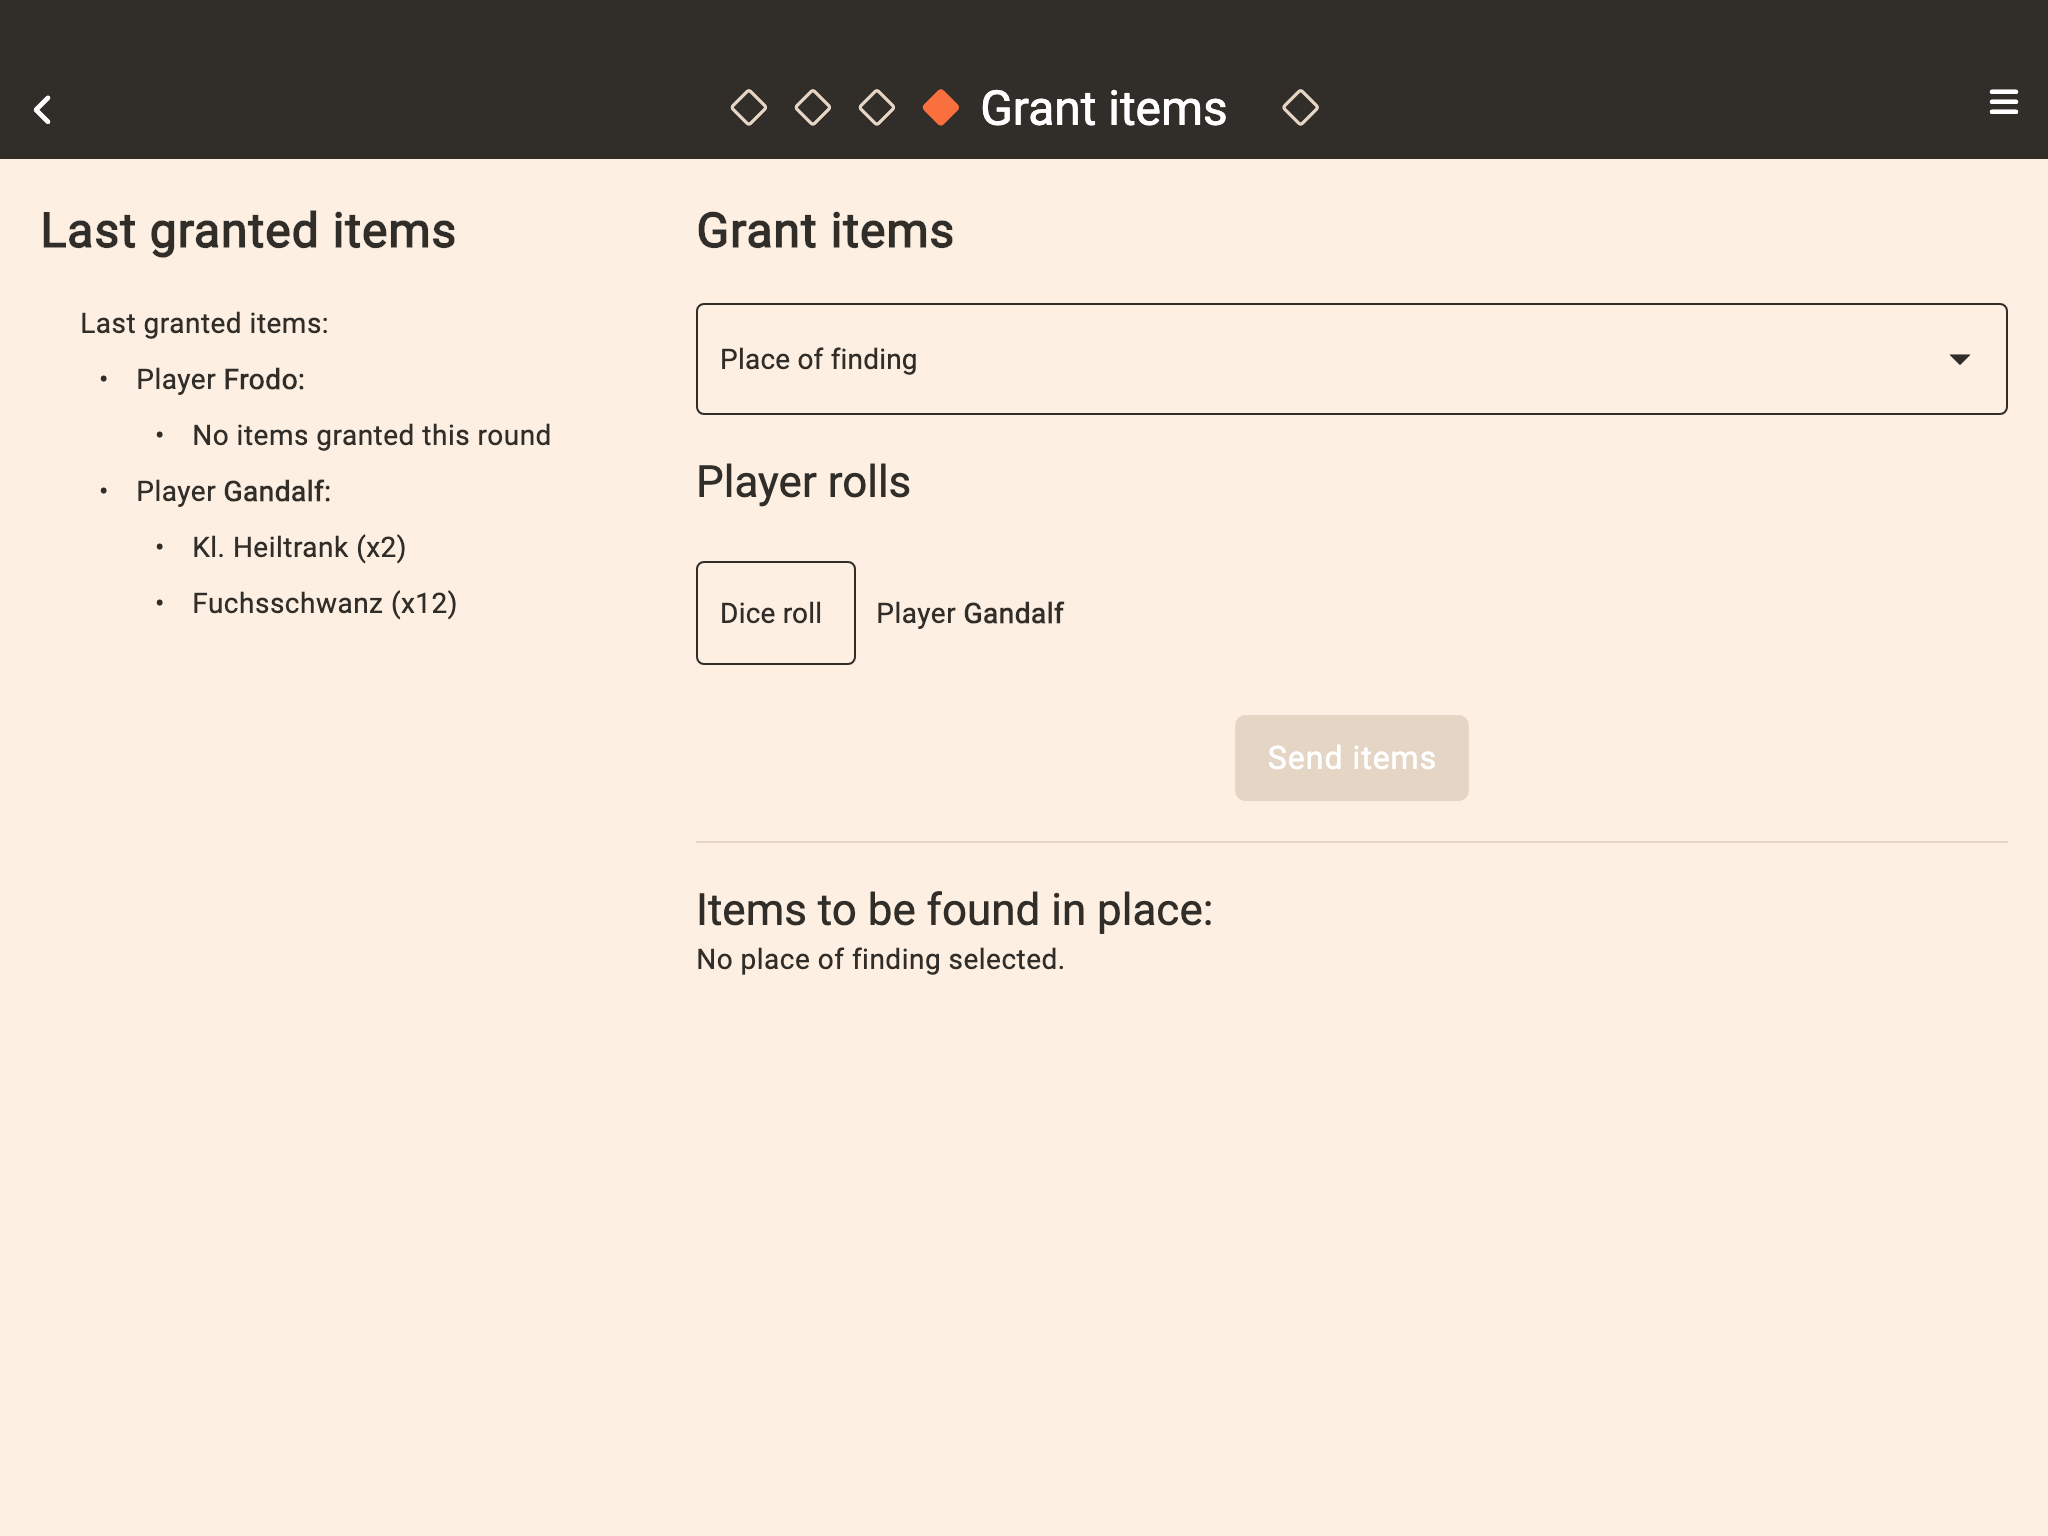 Grant items
Last granted items
Last granted items:
• Player Frodo:
• No items granted this round
• Player Gandalf:
• Kl. Heiltrank (x2)
• Fuchsschwanz (x12)
Grant items
Place of finding
Player rolls
Dice roll Player Gandalf
Send items
Items to be found in place:
No place of finding selected.